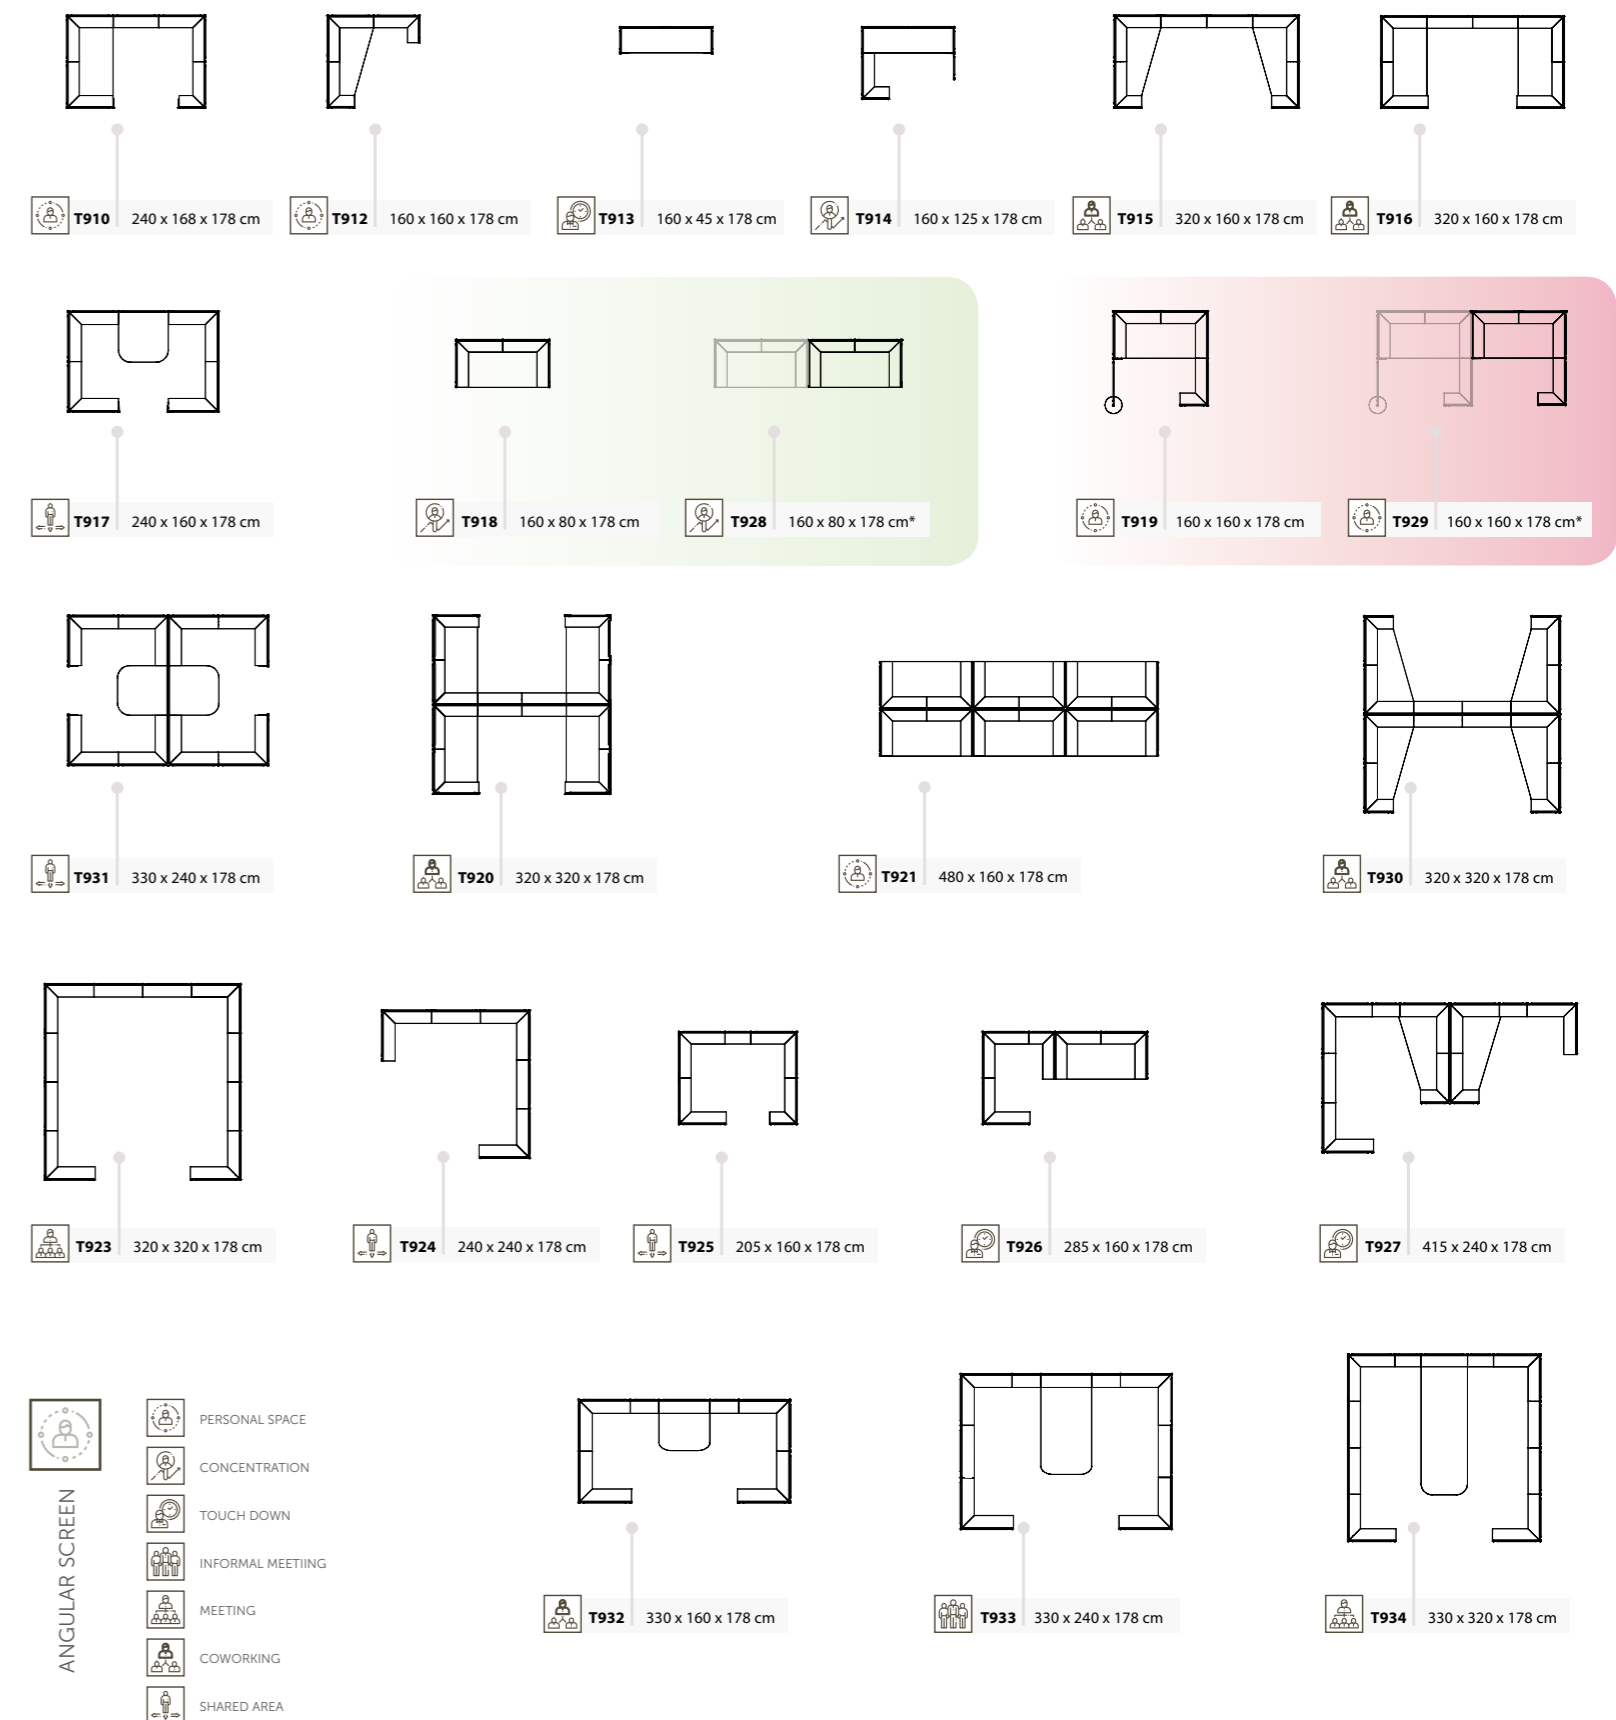 T910 240 x 168 x 178 cm
T912 160 x 160 x 178 cm
T913 160 x 45 x 178 cm
T914 160 x 125 x 178 cm
T915 320 x 160 x 178 cm
T916 320 x 160 x 178 cm
T917 240 x 160 x 178 cm
T918 160 x 80 x 178 cm
T928 160 x 80 x 178 cm*
T919 160 x 160 x 178 cm
T929 160 x 160 x 178 cm*
T931 330 x 240 x 178 cm
T920 320 x 320 x 178 cm
T921 480 x 160 x 178 cm
T930 320 x 320 x 178 cm
T923 320 x 320 x 178 cm
T924 240 x 240 x 178 cm
T925 205 x 160 x 178 cm
T926 285 x 160 x 178 cm
T927 415 x 240 x 178 cm
ANGULAR SCREEN
PERSONAL SPACE
CONCENTRATION
TOUCH DOWN
INFORMAL MEETIING
MEETING
COWORKING
SHARED AREA
T932 330 x 160 x 178 cm
T933 330 x 240 x 178 cm
T934 330 x 320 x 178 cm